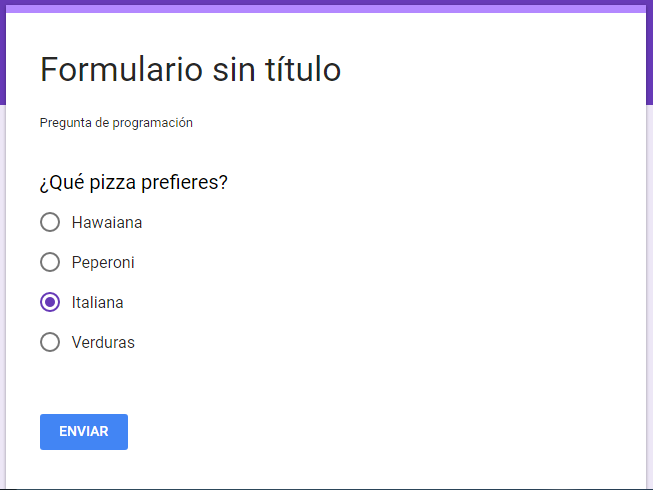 Formulario sin título
Pregunta de programación
¿Qué pizza prefieres?
Hawaiana
Peperoni
Italiana
Verduras
ENVIAR